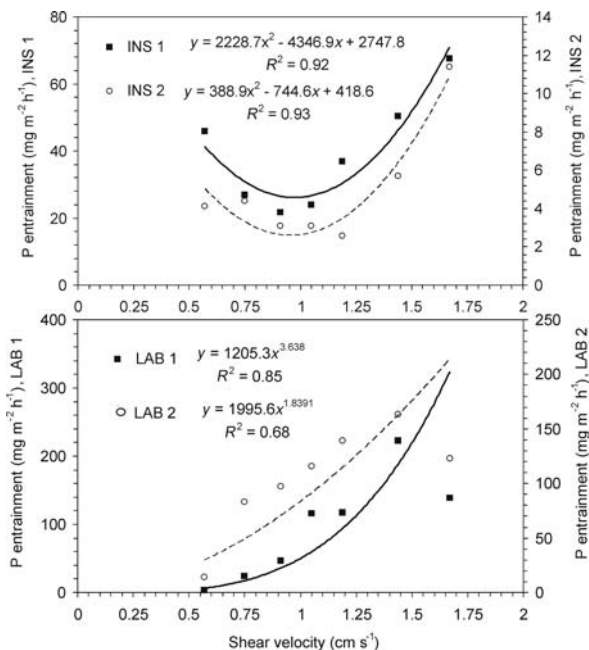 80
60
40
20
0
P entrainment (mg m⁻² h⁻¹), INS 1
14
12
10
8
6
4
2
0
P entrainment (mg m⁻² h⁻¹), INS 2
INS 1 y = 2228.7x² - 4346.9x + 2747.8
R² = 0.92
INS 2 y = 388.9x² - 744.6x + 418.6
R² = 0.93
0 0.25 0.5 0.75 1 1.25 1.5 1.75 2
400
300
200
100
0
P entrainment (mg m⁻² h⁻¹), LAB 1
250
200
150
100
50
0
P entrainment (mg m⁻² h⁻¹), LAB 2
LAB 1 y = 1205.3x^3.638
R² = 0.85
LAB 2 y = 1995.6x^1.8391
R² = 0.68
0 0.25 0.5 0.75 1 1.25 1.5 1.75 2
Shear velocity (cm s⁻¹)